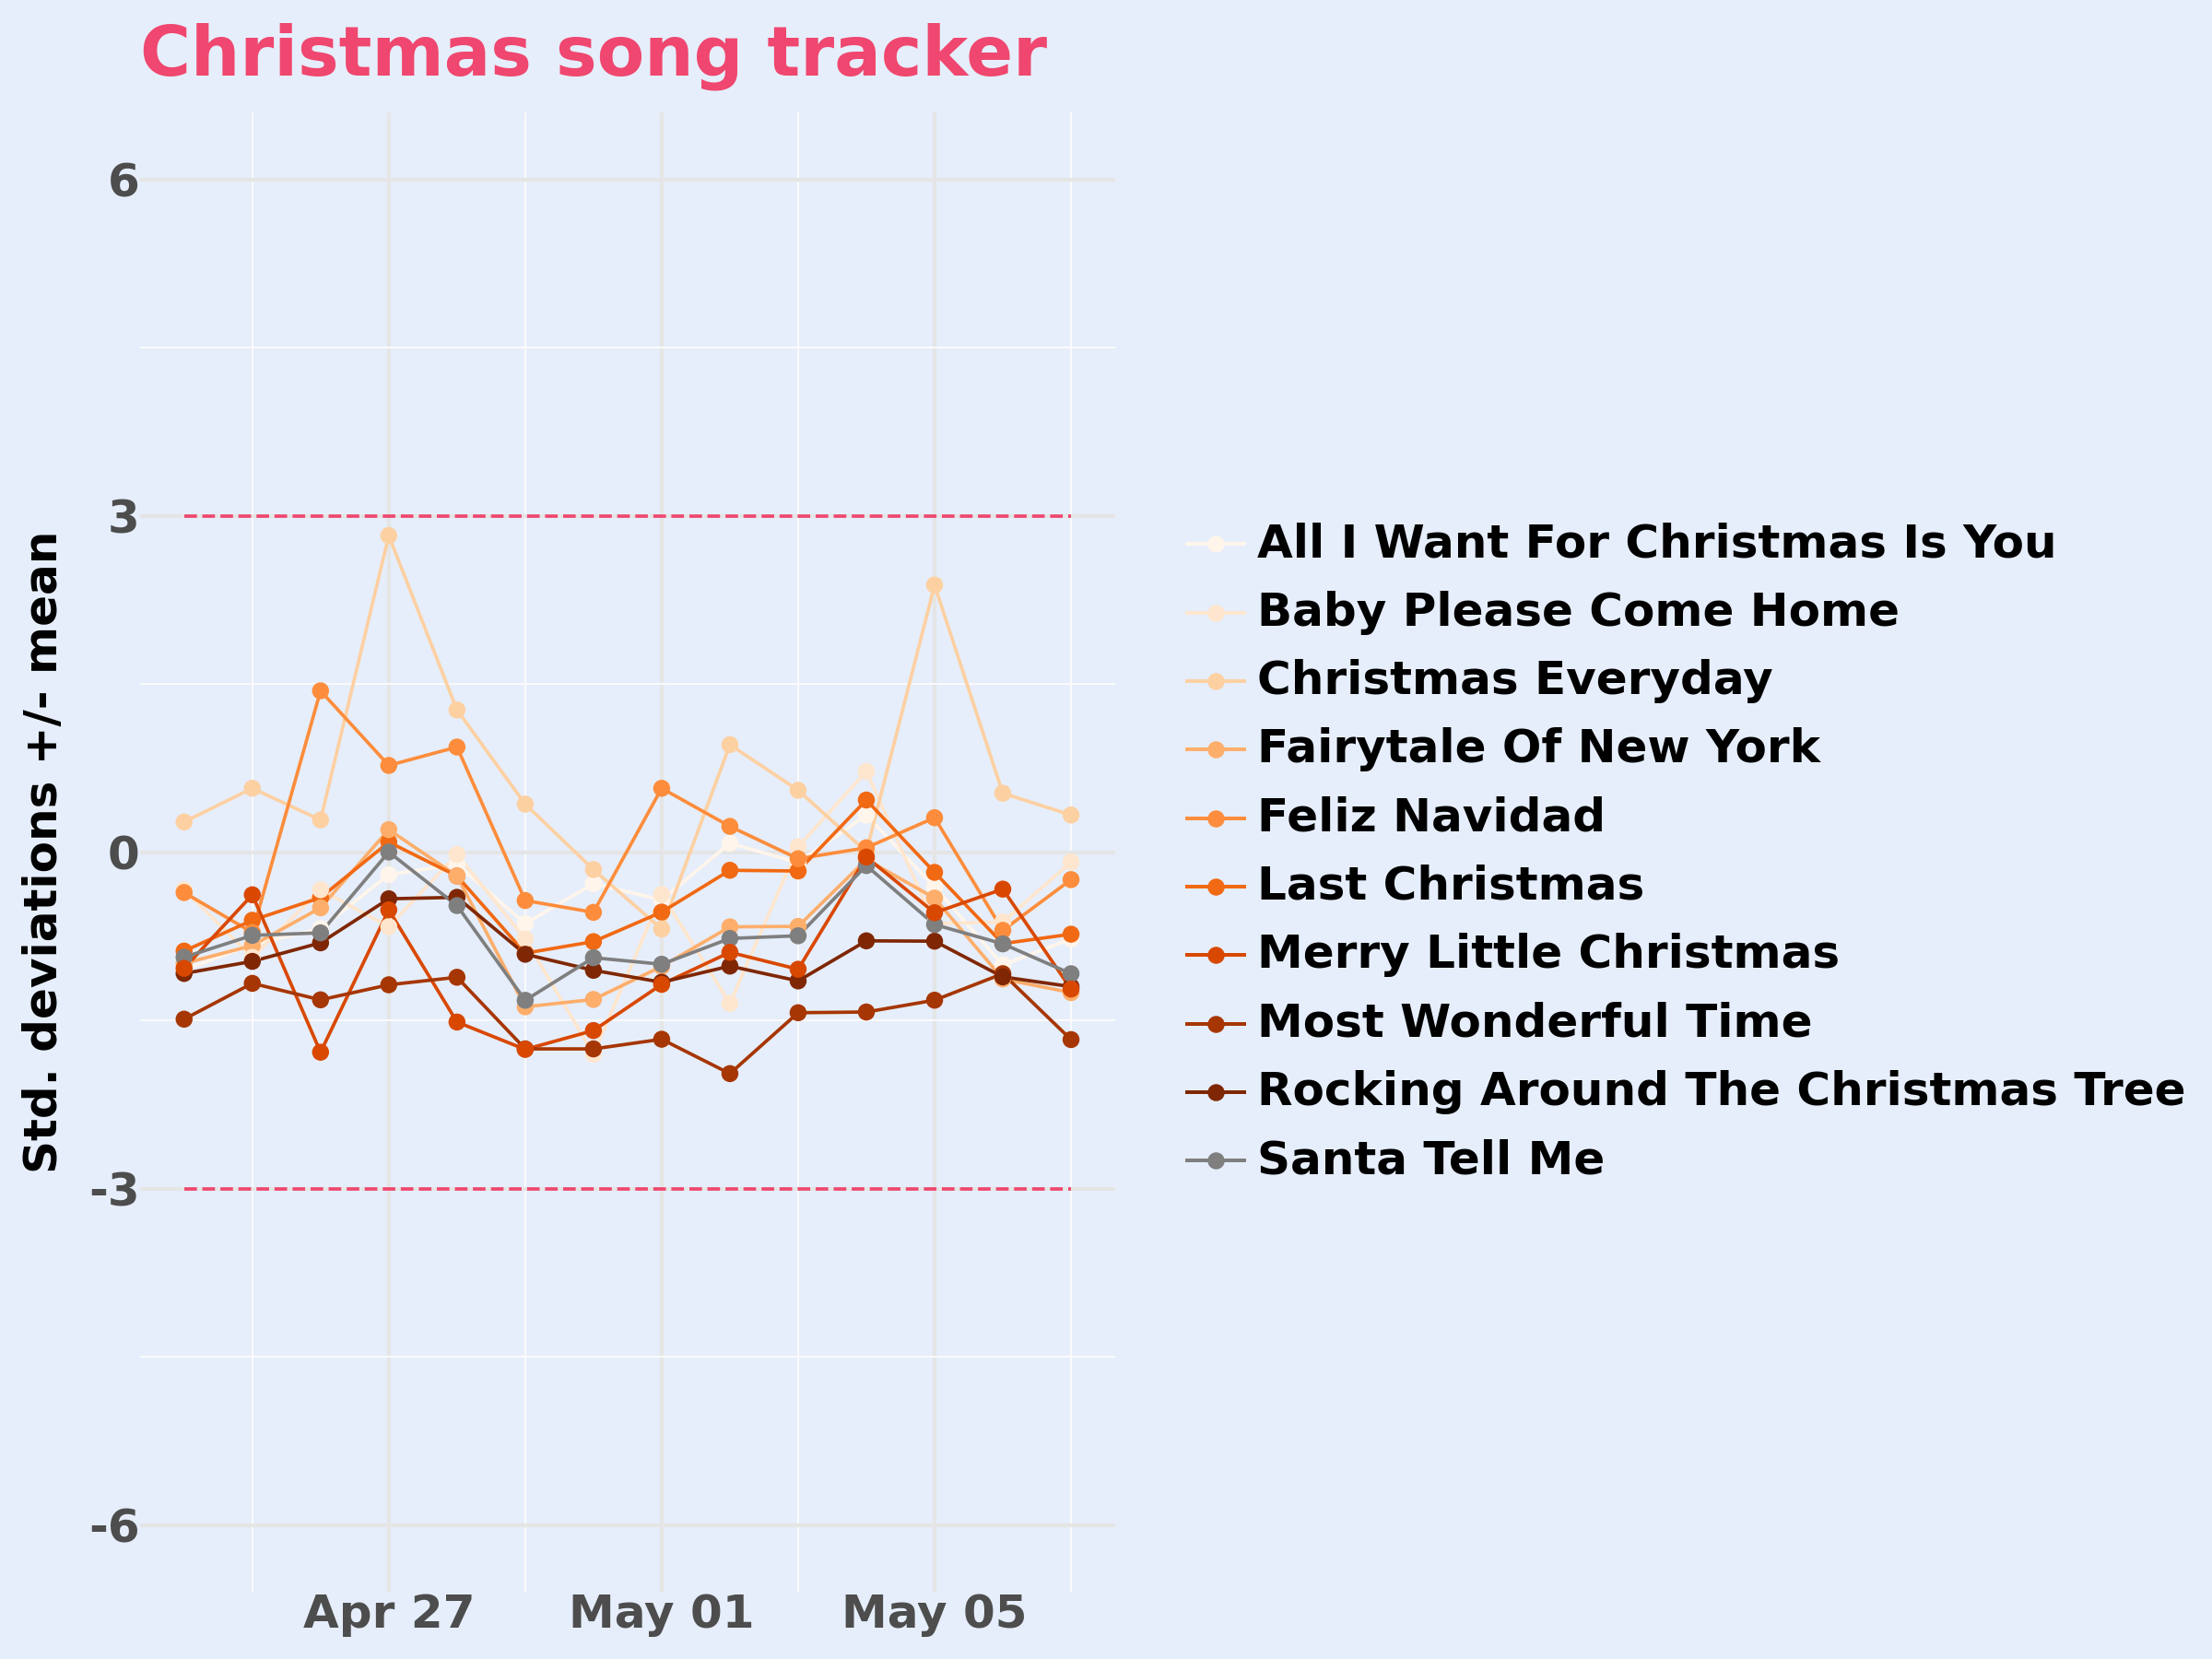 Christmas song tracker
Std. deviations +/- mean
6
3
0
-3
-6
Apr 27
May 01
May 05
All I Want For Christmas Is You
Baby Please Come Home
Christmas Everyday
Fairytale Of New York
Feliz Navidad
Last Christmas
Merry Little Christmas
Most Wonderful Time
Rocking Around The Christmas Tree
Santa Tell Me